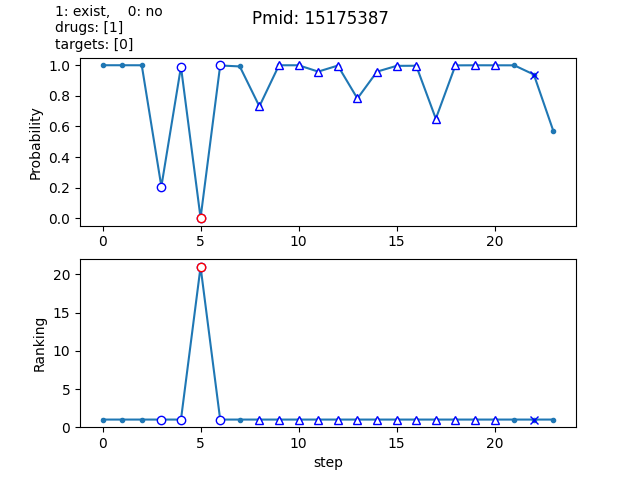 1: exist,    0: no
drugs: [1]
targets: [0]
Pmid: 15175387
1.0
0.8
0.6
0.4
0.2
0.0
Probability
0 5 10 15 20
20
15
10
5
0
Ranking
0 5 10 15 20
step